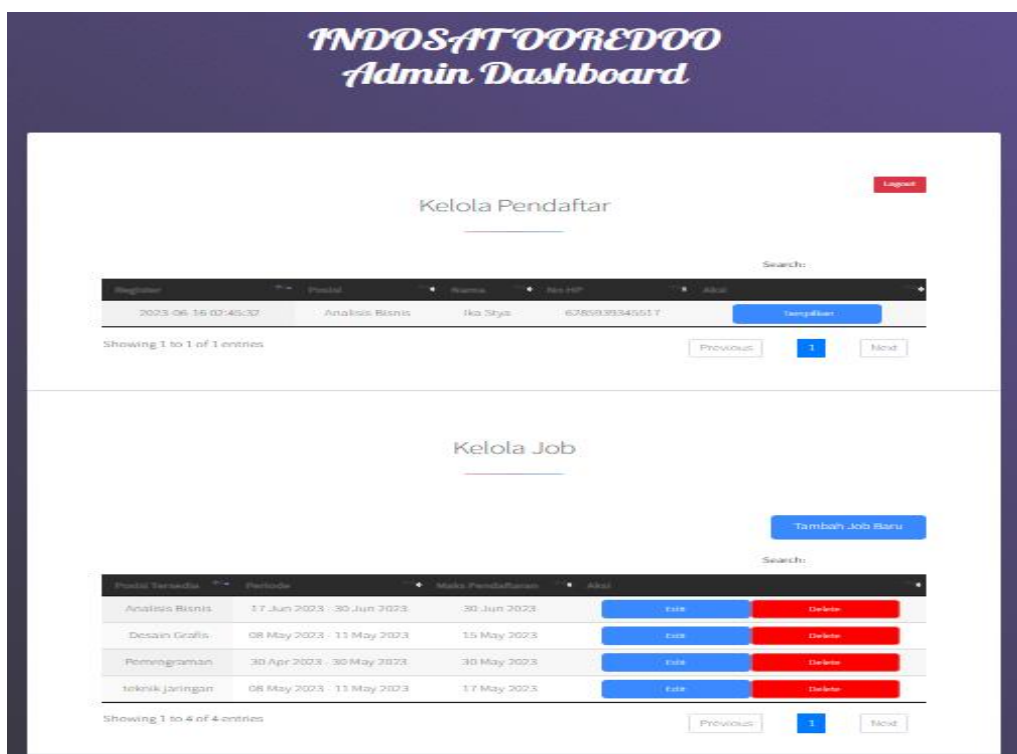 INDOSATOOREDOO
Admin Dashboard
Logout
Kelola Pendaftar
Search:
Register Posisi Nama No HP Aksi
2023-06-16 02:45:37 Analisis Bisnis Ika Stya 6285939345517 Tampilkan
Showing 1 to 1 of 1 entries
Previous 1 Next
Kelola Job
Tambah Job Baru
Search:
Posisi Tersedia Periode Maks Pendaftaran Aksi
Analisis Bisnis 17 Jun 2023 - 30 Jun 2023 30 Jun 2023 Edit Delete
Desain Grafis 08 May 2023 - 11 May 2023 15 May 2023 Edit Delete
Pemrograman 30 Apr 2023 - 30 May 2023 30 May 2023 Edit Delete
teknik jaringan 08 May 2023 - 11 May 2023 17 May 2023 Edit Delete
Showing 1 to 4 of 4 entries
Previous 1 Next